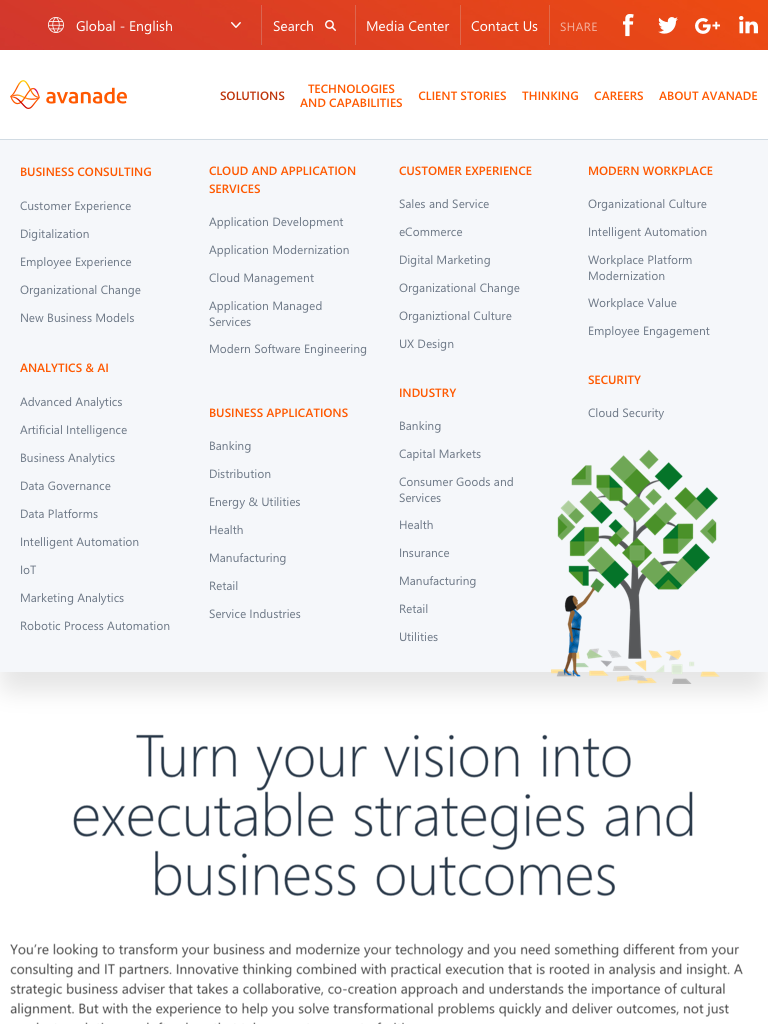 Global - English
Search
Media Center
Contact Us
SHARE
f
G+
in
avanade
SOLUTIONS
TECHNOLOGIES
AND CAPABILITIES
CLIENT STORIES
THINKING
CAREERS
ABOUT AVANADE
BUSINESS CONSULTING
Customer Experience
Digitalization
Employee Experience
Organizational Change
New Business Models
ANALYTICS & AI
Advanced Analytics
Artificial Intelligence
Business Analytics
Data Governance
Data Platforms
Intelligent Automation
IoT
Marketing Analytics
Robotic Process Automation
CLOUD AND APPLICATION
SERVICES
Application Development
Application Modernization
Cloud Management
Application Managed
Services
Modern Software Engineering
BUSINESS APPLICATIONS
Banking
Distribution
Energy & Utilities
Health
Manufacturing
Retail
Service Industries
CUSTOMER EXPERIENCE
Sales and Service
eCommerce
Digital Marketing
Organizational Change
Organiztional Culture
UX Design
INDUSTRY
Banking
Capital Markets
Consumer Goods and
Services
Health
Insurance
Manufacturing
Retail
Utilities
MODERN WORKPLACE
Organizational Culture
Intelligent Automation
Workplace Platform
Modernization
Workplace Value
Employee Engagement
SECURITY
Cloud Security
Turn your vision into
executable strategies and
business outcomes
You're looking to transform your business and modernize your technology and you need something different from your
consulting and IT partners. Innovative thinking combined with practical execution that is rooted in analysis and insight. A
strategic business adviser that takes a collaborative, co-creation approach and understands the importance of cultural
alignment. But with the experience to help you solve transformational problems quickly and deliver outcomes, not just